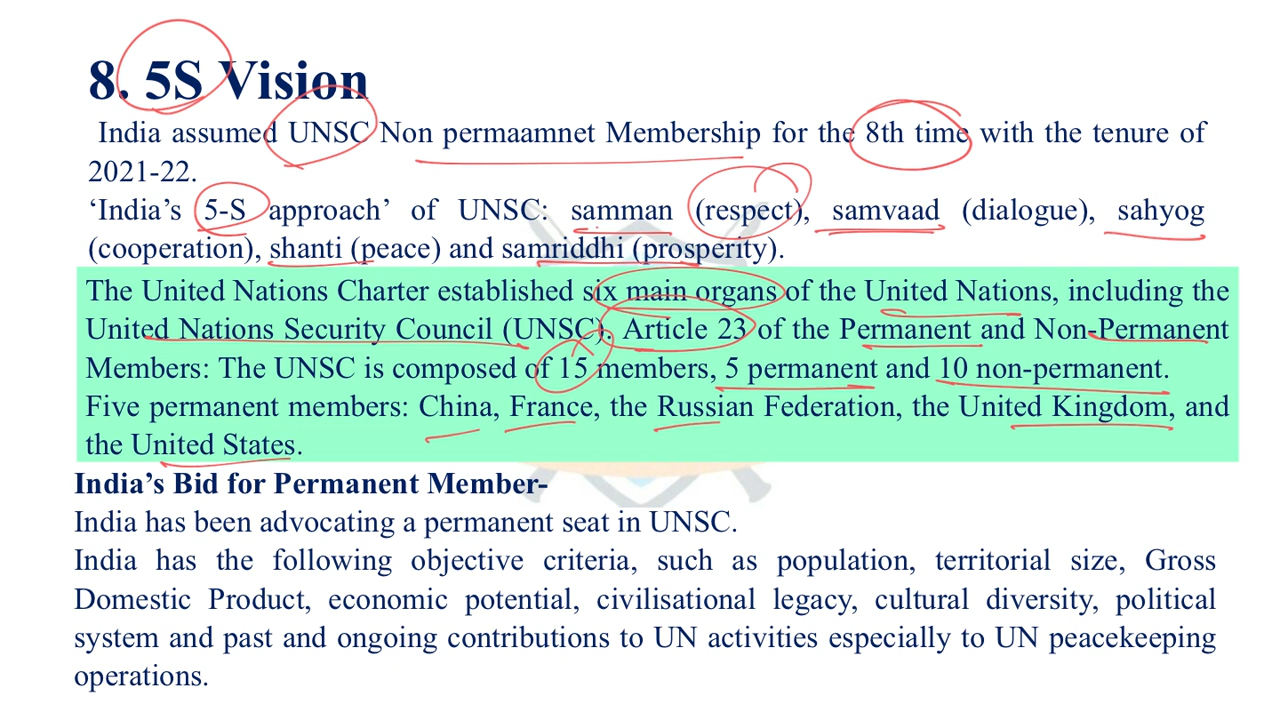 8. 5S Vision
India assumed UNSC Non permaamnet Membership for the 8th time with the tenure of
2021-22.
‘India’s 5-S approach’ of UNSC: samman (respect), samvaad (dialogue), sahyog
(cooperation), shanti (peace) and samriddhi (prosperity).
The United Nations Charter established six main organs of the United Nations, including the
United Nations Security Council (UNSC). Article 23 of the Permanent and Non-Permanent
Members: The UNSC is composed of 15 members, 5 permanent and 10 non-permanent.
Five permanent members: China, France, the Russian Federation, the United Kingdom, and
the United States.
India’s Bid for Permanent Member-
India has been advocating a permanent seat in UNSC.
India has the following objective criteria, such as population, territorial size, Gross
Domestic Product, economic potential, civilisational legacy, cultural diversity, political
system and past and ongoing contributions to UN activities especially to UN peacekeeping
operations.